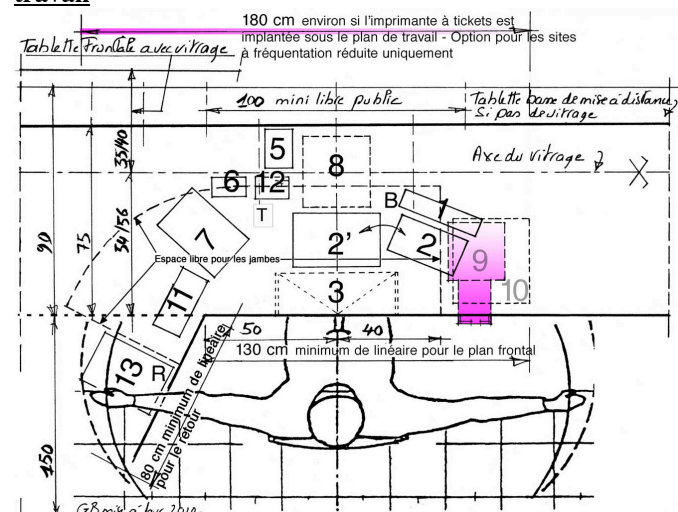 travail
180 cm environ si l'imprimante à tickets est
implantée sous le plan de travail - Option pour les sites
à fréquentation réduite uniquement
Tablette Frontale avec vitrage
100 mini libre public
Tablette barre de mise à distance
Si pas de vitrage
35/40
5
8
Axe du vitrage
6
12
B
1
T
7
2'
2
90
75
34/56
Espace libre pour les jambes
9
3
10
11
50
40
130 cm minimum de linéaire pour le plan frontal
13
R
80 cm minimum de linéaire
pour le retour
150